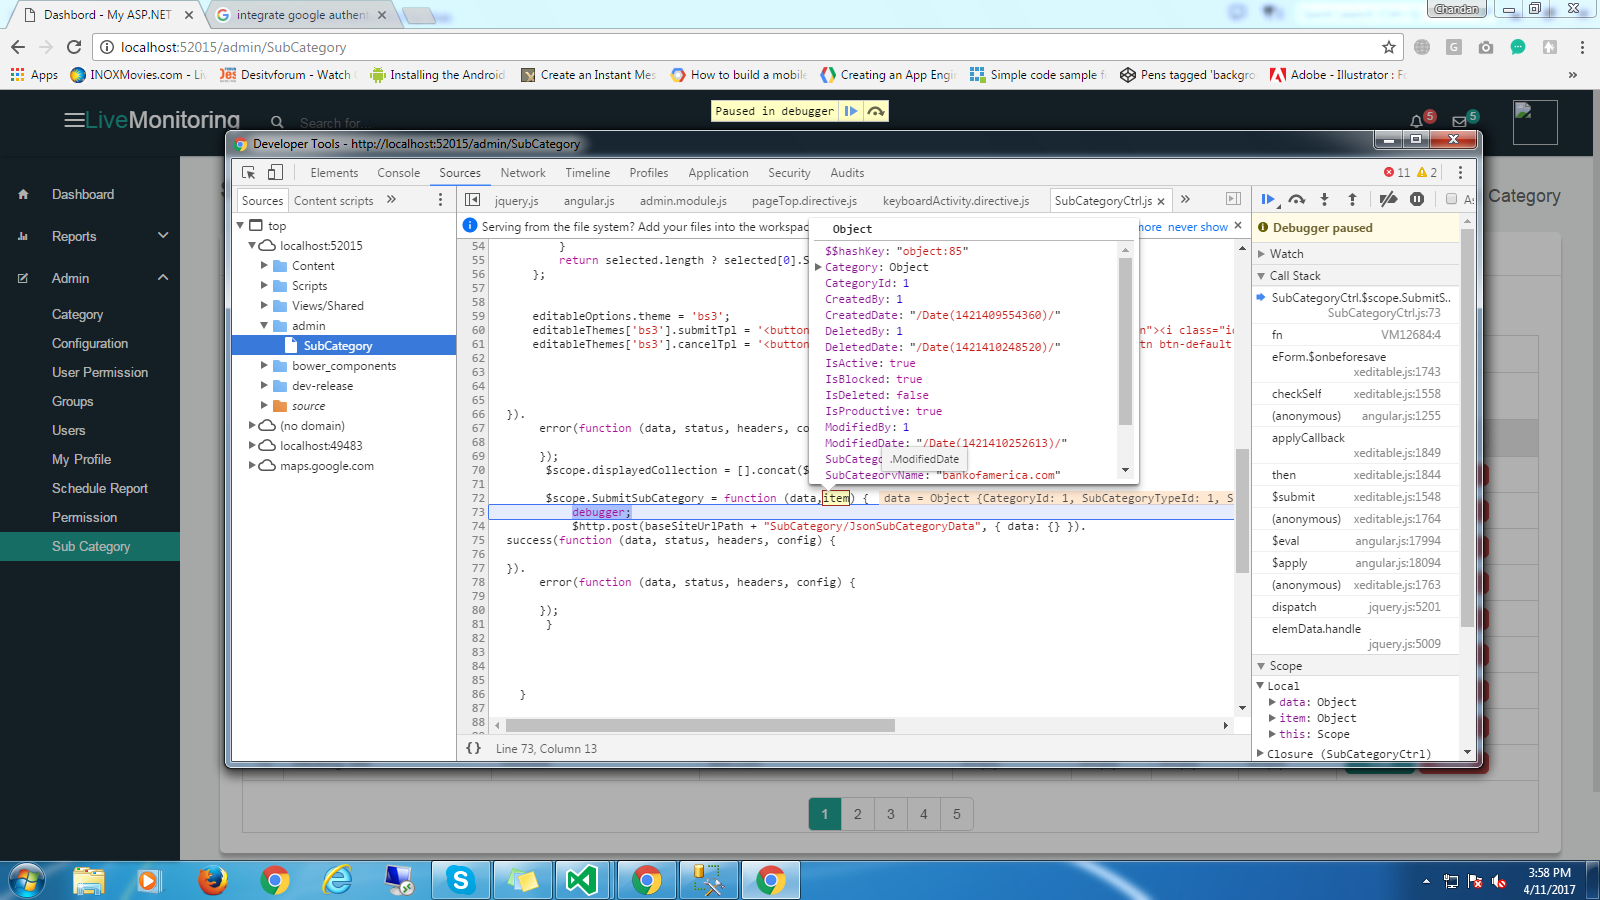 Dashbord - My ASP.NET
integrate google authent
Chandan
localhost:52015/admin/SubCategory
Apps
INOXMovies.com - Li
Desitvforum - Watch
Installing the Android
Create an Instant Mes
How to build a mobile
Creating an App Engi
Simple code sample f
Pens tagged 'backgro
Adobe - Illustrator : F
»
LiveMonitoring
Search for..
Paused in debugger
5
5
Dashboard
Reports
Admin
Category
Configuration
User Permission
Groups
Users
My Profile
Schedule Report
Permission
Sub Category
Category
Developer Tools - http://localhost:52015/admin/SubCategory
Elements
Console
Sources
Network
Timeline
Profiles
Application
Security
Audits
11
2
Sources
Content scripts
»
jquery.js
angular.js
admin.module.js
pageTop.directive.js
keyboardActivity.directive.js
SubCategoryCtrl.js ×
»
As
top
localhost:52015
Content
Scripts
Views/Shared
admin
SubCategory
bower_components
dev-release
source
(no domain)
localhost:49483
maps.google.com
Serving from the file system? Add your files into the workspac
ore never show ×
54 }
55 return selected.length ? selected[0].S
56 };
57
58
59 editableOptions.theme = 'bs3';
60 editableThemes['bs3'].submitTpl = '<button
n"><i class="ic
61 editableThemes['bs3'].cancelTpl = '<button
tn btn-default
62
63
64
65
66 }).
67 error(function (data, status, headers, co
68
69 });
70 $scope.displayedCollection = [].concat($
71
72 $scope.SubmitSubCategory = function (data,item) { data = Object {CategoryId: 1, SubCategoryTypeId: 1, S
73 debugger;
74 $http.post(baseSiteUrlPath + "SubCategory/JsonSubCategoryData", { data: {} }).
75 success(function (data, status, headers, config) {
76
77 }).
78 error(function (data, status, headers, config) {
79
80 });
81 }
82
83
84
85
86 }
87
88
Object
$$hashKey: "object:85"
Category: Object
CategoryId: 1
CreatedBy: 1
CreatedDate: "/Date(1421409554360)/"
DeletedBy: 1
DeletedDate: "/Date(1421410248520)/"
IsActive: true
IsBlocked: true
IsDeleted: false
IsProductive: true
ModifiedBy: 1
ModifiedDate: "/Date(1421410252613)/"
SubCateg
.ModifiedDate
SubCategoryName: "bankofamerica.com"
{} Line 73, Column 13
Debugger paused
Watch
Call Stack
SubCategoryCtrl.$scope.SubmitS..
SubCategoryCtrl.js:73
fn VM12684:4
eForm.$onbeforesave
xeditable.js:1743
checkSelf xeditable.js:1558
(anonymous) angular.js:1255
applyCallback
xeditable.js:1849
then xeditable.js:1844
$submit xeditable.js:1548
(anonymous) xeditable.js:1764
$eval angular.js:17994
$apply angular.js:18094
(anonymous) xeditable.js:1763
dispatch jquery.js:5201
elemData.handle
jquery.js:5009
Scope
Local
data: Object
item: Object
this: Scope
Closure (SubCategoryCtrl)
1 2 3 4 5
3:58 PM
4/11/2017